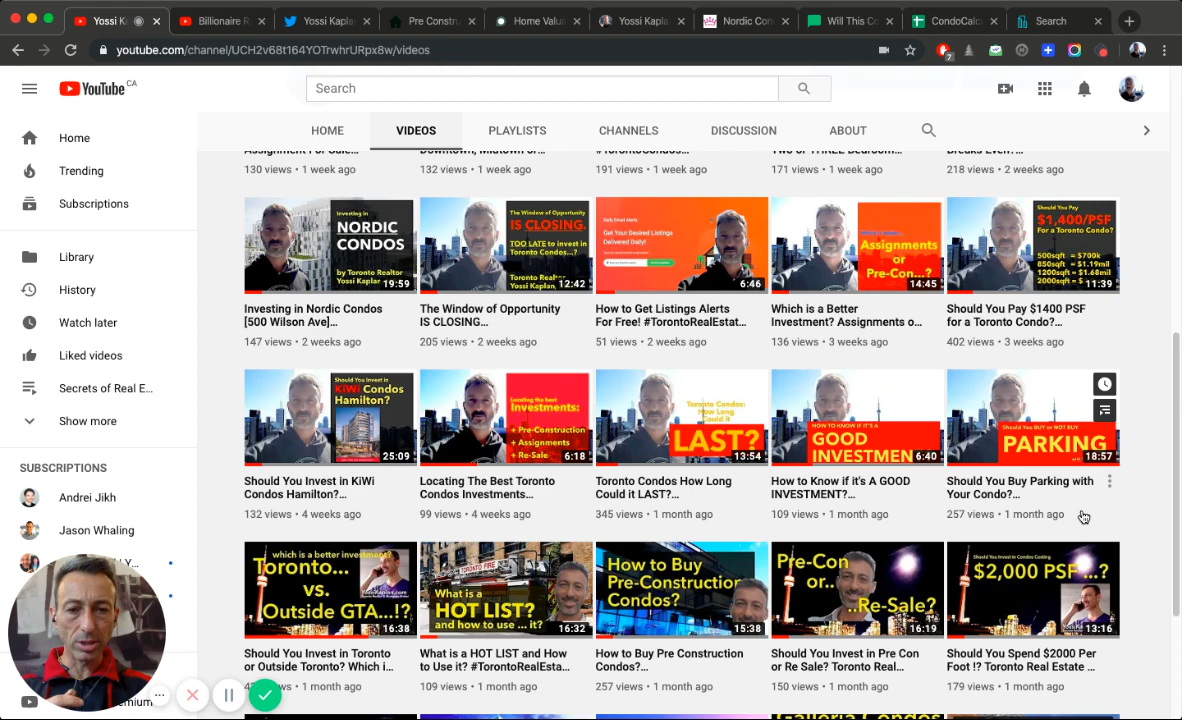 Yossi K
Billionaire R
Yossi Kapla
Pre Constru
Home Valua
Yossi Kapla
Nordic Con
Will This Co
CondoCalc
Search
youtube.com/channel/UCH2v68t164YOTrwhrURpx8w/videos
7
YouTube CA
Search
HOME
VIDEOS
PLAYLISTS
CHANNELS
DISCUSSION
ABOUT
Home
Trending
Subscriptions
Library
History
Watch later
Liked videos
Secrets of Real E...
Show more
SUBSCRIPTIONS
Andrei Jikh
Jason Whaling
130 views • 1 week ago
132 views • 1 week ago
191 views • 1 week ago
171 views • 1 week ago
218 views • 2 weeks ago
Investing in
NORDIC
CONDOS
by Toronto Realtor
Yossi Kaplan
19:59
The Window of Opportunity
IS CLOSING.
TOO LATE to invest in
Toronto Condos...?
Toronto Real
Yossi Kaplan
12:42
Daily Email Alerts
Get Your Desired Listings
Delivered Daily!
6:46
Assignments
or
Pre-Con...?
14:45
Should You Pay
$1,400/PSF
For a Toronto Condo?
500sqft = $700k
850sqft = $1.19mil
1200sqft = $1.68mil
2000sqft = $
11:39
Investing in Nordic Condos
[500 Wilson Ave]...
147 views • 2 weeks ago
The Window of Opportunity
IS CLOSING...
205 views • 2 weeks ago
How to Get Listings Alerts
For Free! #TorontoRealEstat...
51 views • 2 weeks ago
Which is a Better
Investment? Assignments o...
136 views • 3 weeks ago
Should You Pay $1400 PSF
for a Toronto Condo?...
402 views • 3 weeks ago
Should You Invest in
KiWi Condos
Hamilton?
25:09
Locating the best
Investments:
+ Pre-Construction
+ Assignments
+ Re-Sale
6:18
Toronto Condos:
How Long
Could it
LAST?
13:54
HOW TO KNOW IF IT'S A
GOOD
INVESTMEN
6:40
Should You BUY or NOT BUY
PARKING
18:57
Should You Invest in KiWi
Condos Hamilton?...
132 views • 4 weeks ago
Locating The Best Toronto
Condos Investments...
99 views • 4 weeks ago
Toronto Condos How Long
Could it LAST?...
345 views • 1 month ago
How to Know if it's A GOOD
INVESTMENT?...
109 views • 1 month ago
Should You Buy Parking with
Your Condo?...
257 views • 1 month ago
which is a better investment?
Toronto...
vs.
Outside GTA...!?
16:38
TORONTO FIRE
What is a
HOT LIST?
and how to use ... it?
16:32
How to Buy
Pre-Construction
Condos?
15:38
Pre-Con
or...
..Re-Sale?
16:19
Should You Invest in Condos Costing
$2,000 PSF ...?
13:16
Should You Invest in Toronto
or Outside Toronto? Which i...
1 month ago
What is a HOT LIST and How
to Use it? #TorontoRealEsta...
109 views • 1 month ago
How to Buy Pre Construction
Condos?...
257 views • 1 month ago
Should You Invest in Pre Con
or Re Sale? Toronto Real...
150 views • 1 month ago
Should You Spend $2000 Per
Foot !? Toronto Real Estate ...
179 views • 1 month ago